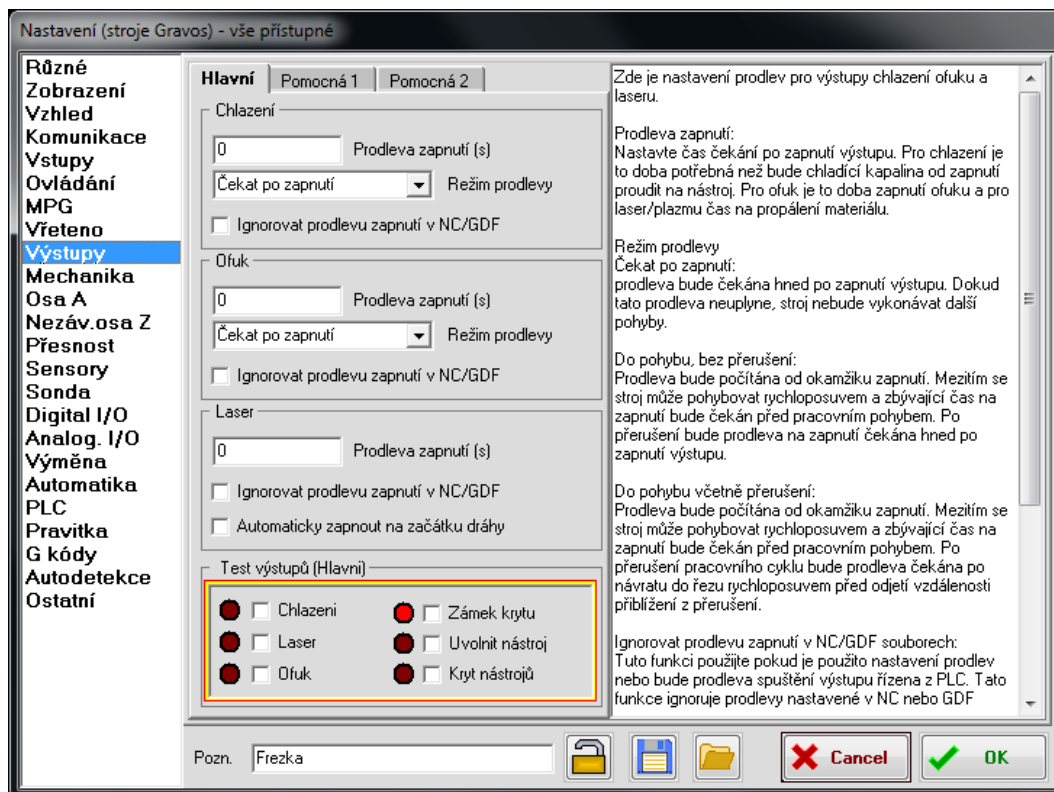 Nastavení (stroje Gravos) - vše přístupné
Různé
Zobrazení
Vzhled
Komunikace
Vstupy
Ovládání
MPG
Vřeteno
Výstupy
Mechanika
Osa A
Nezáv.osa Z
Přesnost
Sensory
Sonda
Digital I/O
Analog. I/O
Výměna
Automatika
PLC
Pravitka
G kódy
Autodetekce
Ostatní
Hlavní Pomocná 1 Pomocná 2
Chlazení
0 Prodleva zapnutí (s)
Čekat po zapnutí Režim prodlevy
Ignorovat prodlevu zapnutí v NC/GDF
Ofuk
0 Prodleva zapnutí (s)
Čekat po zapnutí Režim prodlevy
Ignorovat prodlevu zapnutí v NC/GDF
Laser
0 Prodleva zapnutí (s)
Ignorovat prodlevu zapnutí v NC/GDF
Automaticky zapnout na začátku dráhy
Test výstupů (Hlavni)
Chlazeni Zámek krytu
Laser Uvolnit nástroj
Ofuk Kryt nástrojů
Zde je nastavení prodlev pro výstupy chlazení ofuku a
laseru.
Prodleva zapnutí:
Nastavte čas čekání po zapnutí výstupu. Pro chlazení je
to doba potřebná než bude chladící kapalina od zapnutí
proudit na nástroj. Pro ofuk je to doba zapnutí ofuku a pro
laser/plazmu čas na propálení materiálu.
Režim prodlevy
Čekat po zapnutí:
prodleva bude čekána hned po zapnutí výstupu. Dokud
tato prodleva neuplyne, stroj nebude vykonávat další
pohyby.
Do pohybu, bez přerušení:
Prodleva bude počítána od okamžiku zapnutí. Mezitím se
stroj může pohybovat rychloposuvem a zbývající čas na
zapnutí bude čekán před pracovním pohybem. Po
přerušení bude prodleva na zapnutí čekána hned po
zapnutí výstupu.
Do pohybu včetně přerušení:
Prodleva bude počítána od okamžiku zapnutí. Mezitím se
stroj může pohybovat rychloposuvem a zbývající čas na
zapnutí bude čekán před pracovním pohybem. Po
přerušení pracovního cyklu bude prodleva čekána po
návratu do řezu rychloposuvem před odjetí vzdálenosti
přiblížení z přerušení.
Ignorovat prodlevu zapnutí v NC/GDF souborech:
Tuto funkci použijte pokud je použito nastavení prodlev
nebo bude prodleva spuštění výstupu řízena z PLC. Tato
funkce ignoruje prodlevy nastavené v NC nebo GDF
Pozn. Frezka
Cancel OK